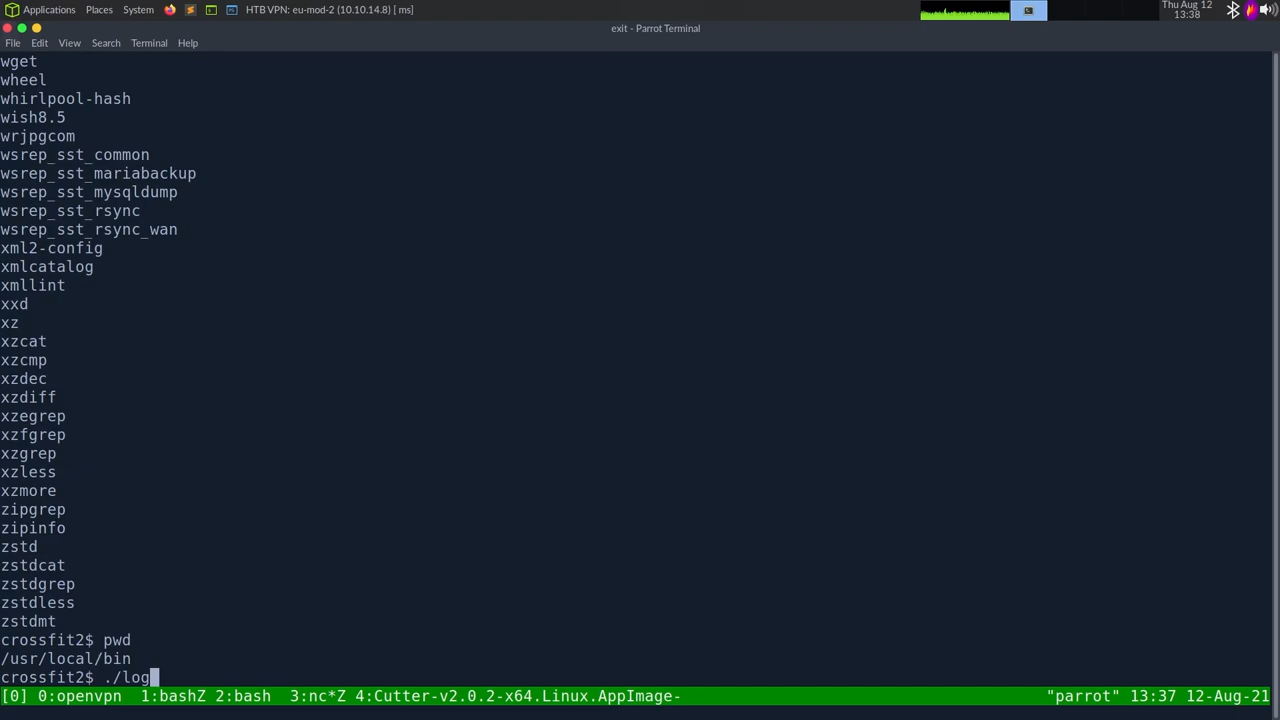 Applications Places System HTB VPN: eu-mod-2 (10.10.14.8) [ ms] Thu Aug 12
13:38
exit - Parrot Terminal
File Edit View Search Terminal Help
wget
wheel
whirlpool-hash
wish8.5
wrjpgcom
wsrep_sst_common
wsrep_sst_mariabackup
wsrep_sst_mysqldump
wsrep_sst_rsync
wsrep_sst_rsync_wan
xml2-config
xmlcatalog
xmllint
xxd
xz
xzcat
xzcmp
xzdec
xzdiff
xzegrep
xzfgrep
xzgrep
xzless
xzmore
zipgrep
zipinfo
zstd
zstdcat
zstdgrep
zstdless
zstdmt
crossfit2$ pwd
/usr/local/bin
crossfit2$ ./log
[0] 0:openvpn 1:bashZ 2:bash 3:nc*Z 4:Cutter-v2.0.2-x64.Linux.AppImage- "parrot" 13:37 12-Aug-21